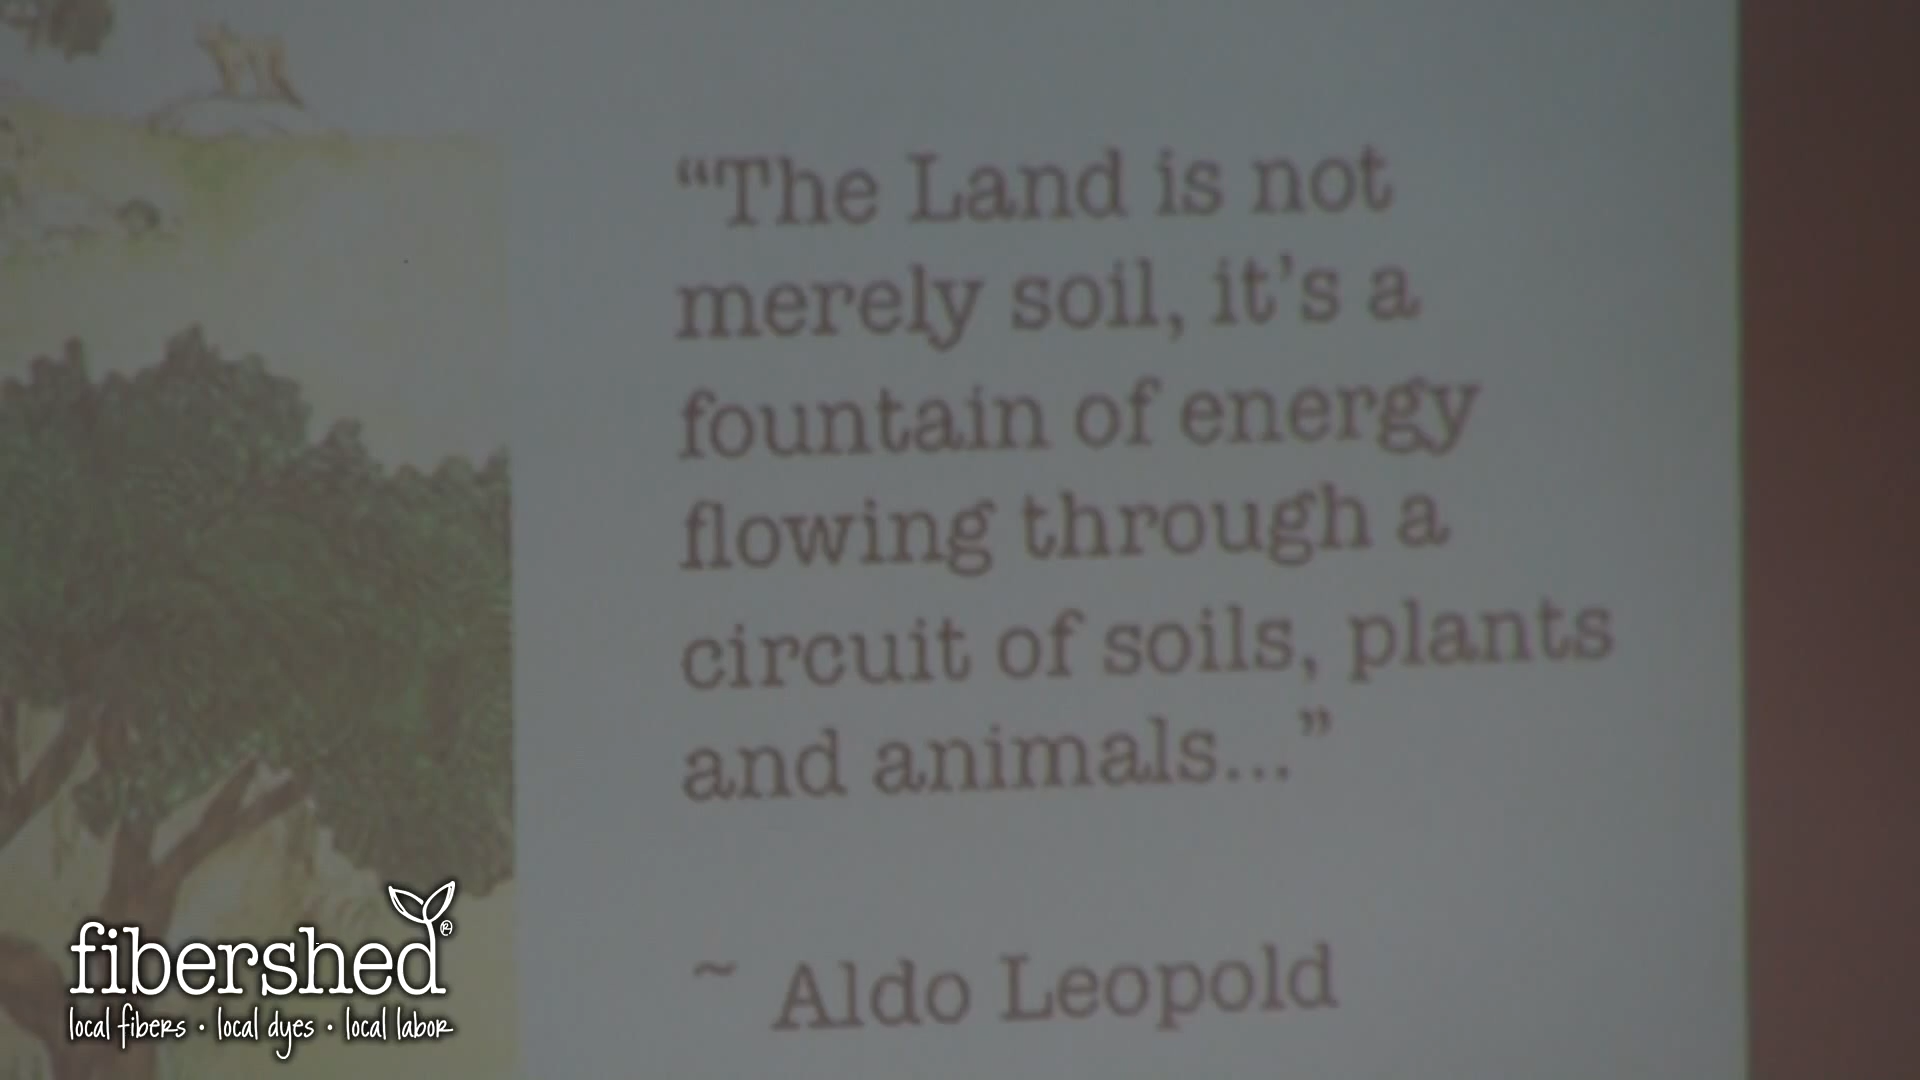 “The Land is not
merely soil, it’s a
fountain of energy
flowing through a
circuit of soils, plants
and animals...”
~ Aldo Leopold
fibershed®
local fibers • local dyes • local labor